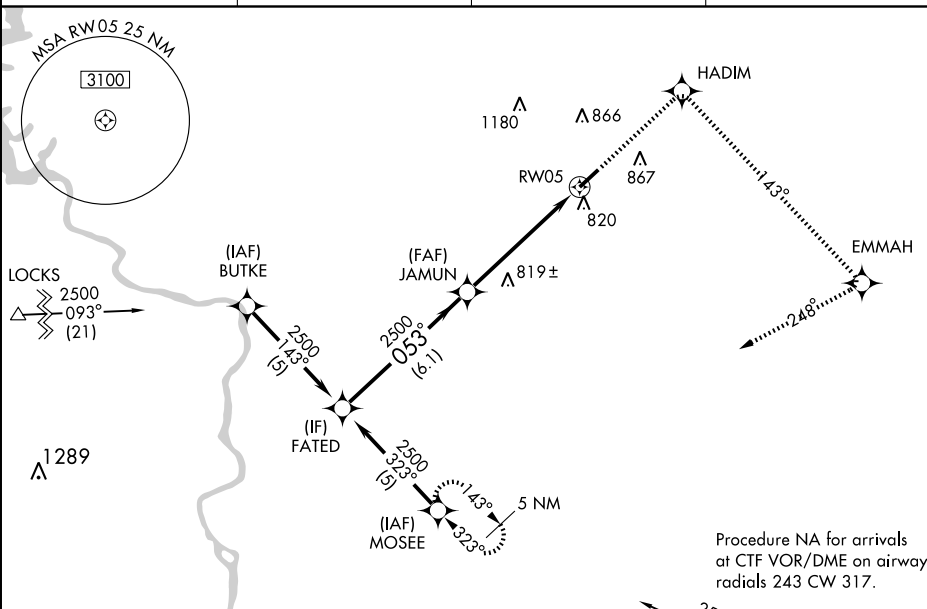 MSA RW05 25 NM
3100
HADIM
1180
866
867
RW05
820
143°
EMMAH
248°
(IAF)
BUTKE
(FAF)
JAMUN
819±
LOCKS
2500
093°
(21)
2500
143°
(5)
2500
053°
(6.1)
(IF)
FATED
1289
2500
323°
(5)
143°
5 NM
323°
(IAF)
MOSEE
Procedure NA for arrivals
at CTF VOR/DME on airway
radials 243 CW 317.